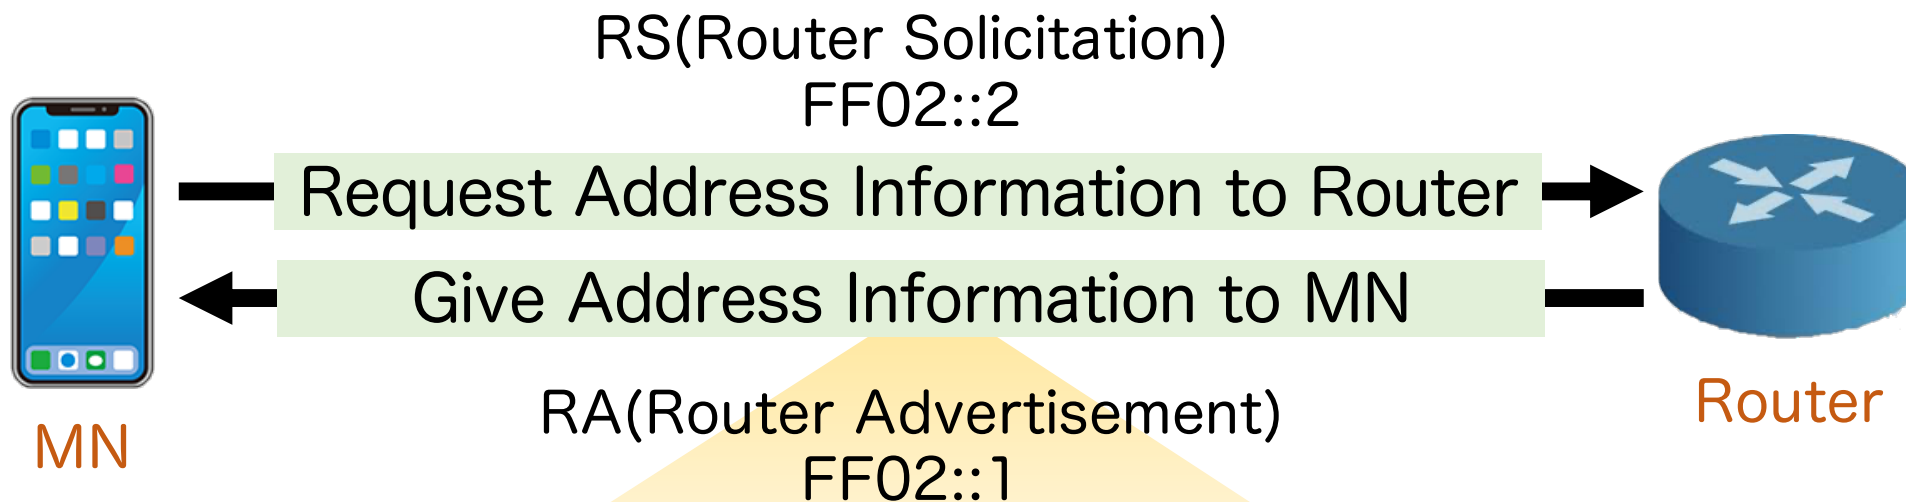 RS(Router Solicitation)
FF02::2
Request Address Information to Router
Give Address Information to MN
RA(Router Advertisement)
FF02::1
MN
Router